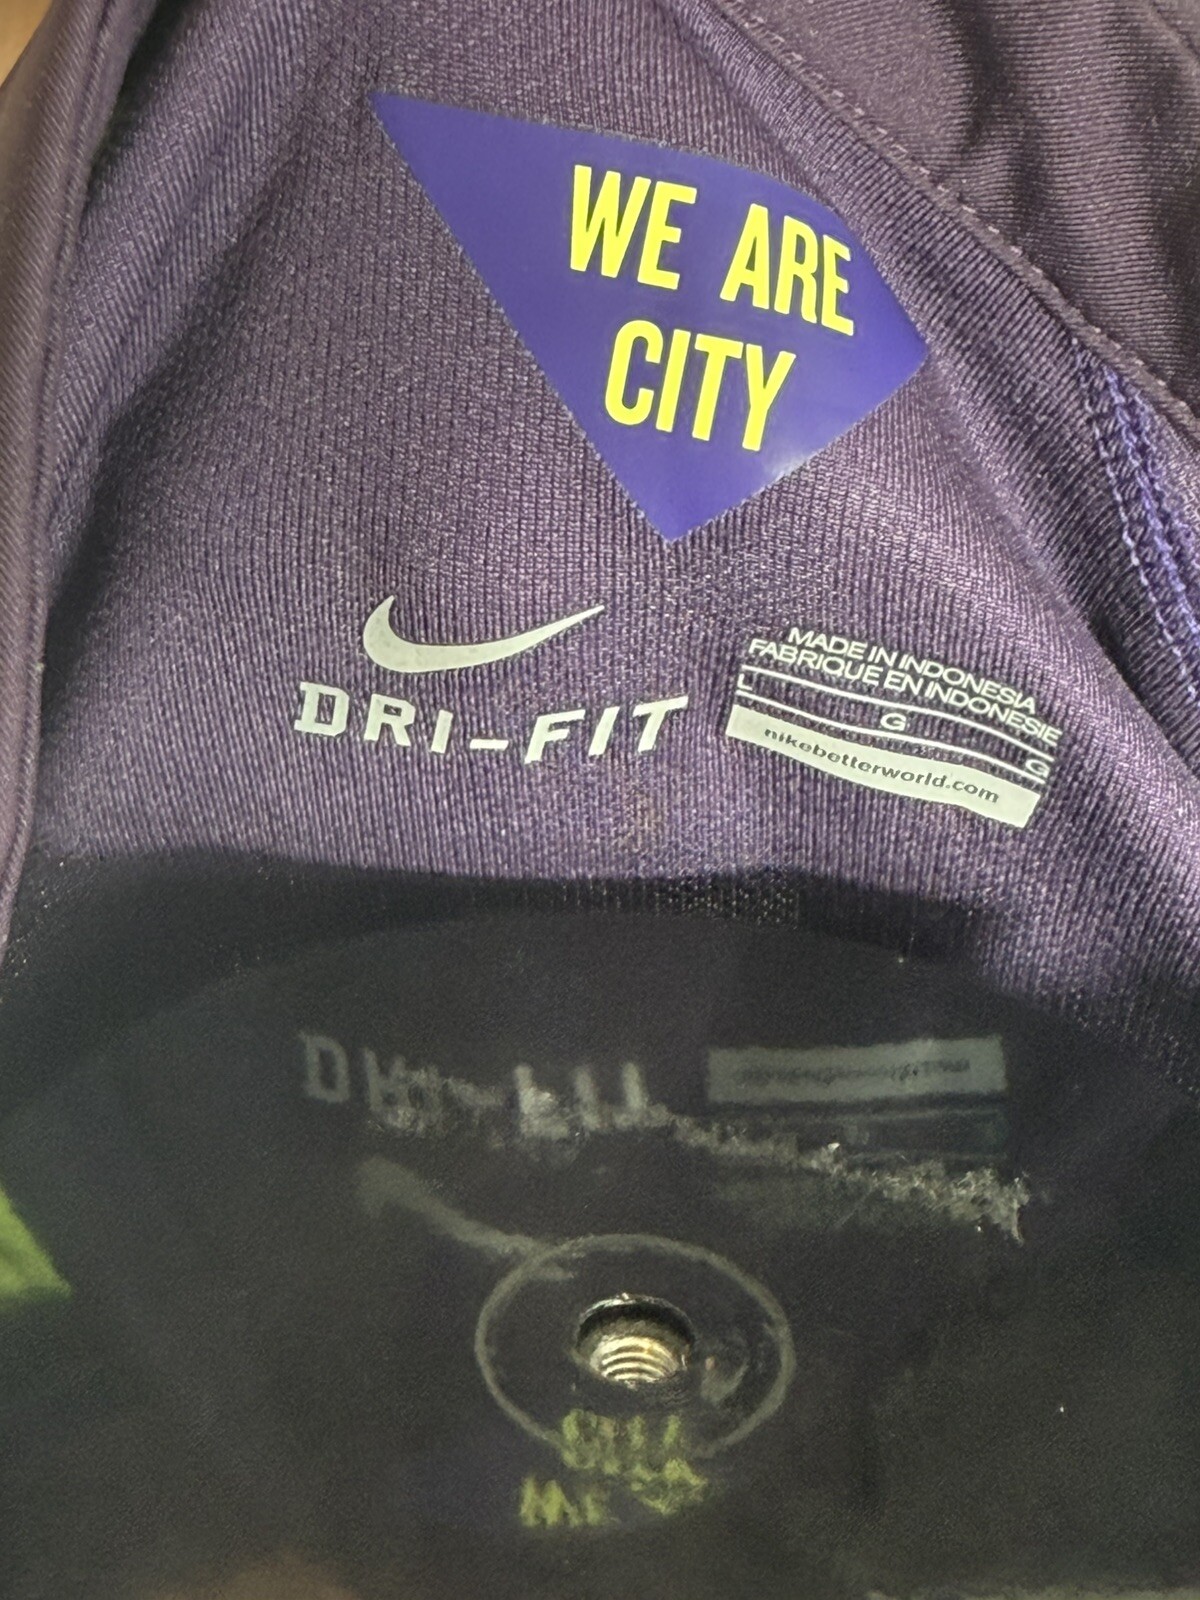 WE ARE
CITY
DRI-FIT
MADE IN INDONESIA
FABRIQUE EN INDONESIE
L
G
G
nikebetterworld.com